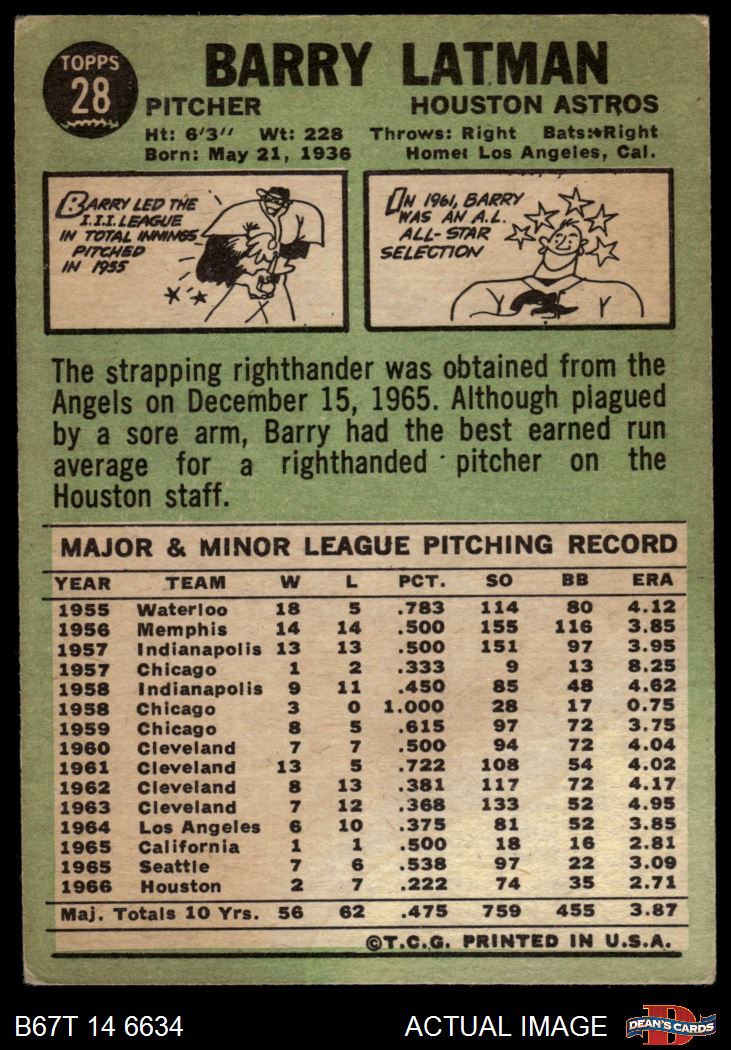 TOPPS
28
BARRY LATMAN
PITCHER HOUSTON ASTROS
Ht: 6'3" Wt: 228 Throws: Right Bats: Right
Born: May 21, 1936 Home: Los Angeles, Cal.
BARRY LED THE
I.I.I. LEAGUE
IN TOTAL INNINGS
PITCHED
IN 1955
IN 1961, BARRY
WAS AN A.L.
ALL-STAR
SELECTION
The strapping righthander was obtained from the
Angels on December 15, 1965. Although plagued
by a sore arm, Barry had the best earned run
average for a righthanded pitcher on the
Houston staff.
MAJOR & MINOR LEAGUE PITCHING RECORD
YEAR TEAM W L PCT. SO BB ERA
1955 Waterloo 18 5 .783 114 80 4.12
1956 Memphis 14 14 .500 155 116 3.85
1957 Indianapolis 13 13 .500 151 97 3.95
1957 Chicago 1 2 .333 9 13 8.25
1958 Indianapolis 9 11 .450 85 48 4.62
1958 Chicago 3 0 1.000 28 17 0.75
1959 Chicago 8 5 .615 97 72 3.75
1960 Cleveland 7 7 .500 94 72 4.04
1961 Cleveland 13 5 .722 108 54 4.02
1962 Cleveland 8 13 .381 117 72 4.17
1963 Cleveland 7 12 .368 133 52 4.95
1964 Los Angeles 6 10 .375 81 52 3.85
1965 California 1 1 .500 18 16 2.81
1965 Seattle 7 6 .538 97 22 3.09
1966 Houston 2 7 .222 74 35 2.71
Maj. Totals 10 Yrs. 56 62 .475 759 455 3.87
©T.C.G. PRINTED IN U.S.A.
B67T 14 6634 ACTUAL IMAGE
D
DEAN'S CARDS